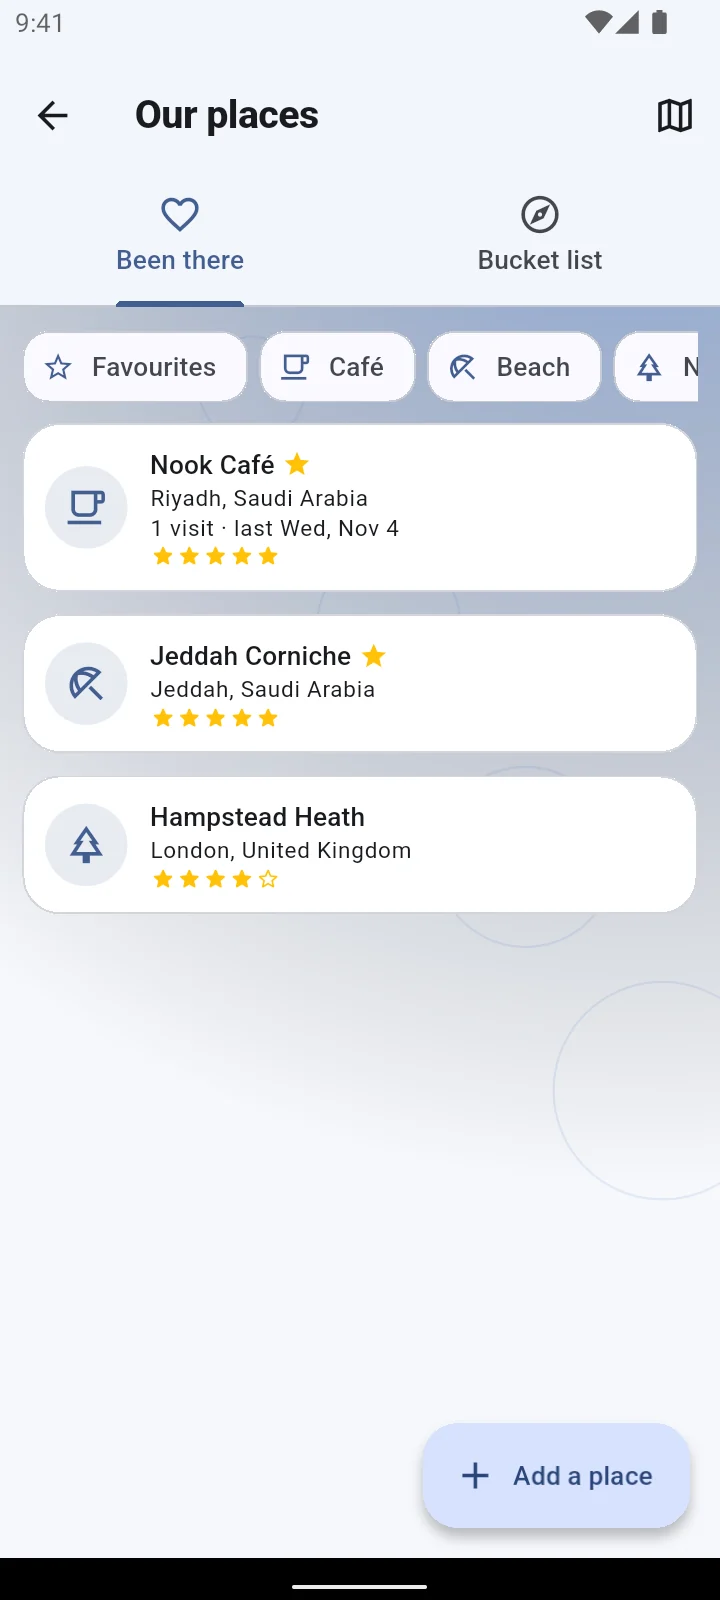 9:41
Our places
Been there
Bucket list
Favourites
Café
Beach
N
Nook Café
Riyadh, Saudi Arabia
1 visit · last Wed, Nov 4
Jeddah Corniche
Jeddah, Saudi Arabia
Hampstead Heath
London, United Kingdom
Add a place